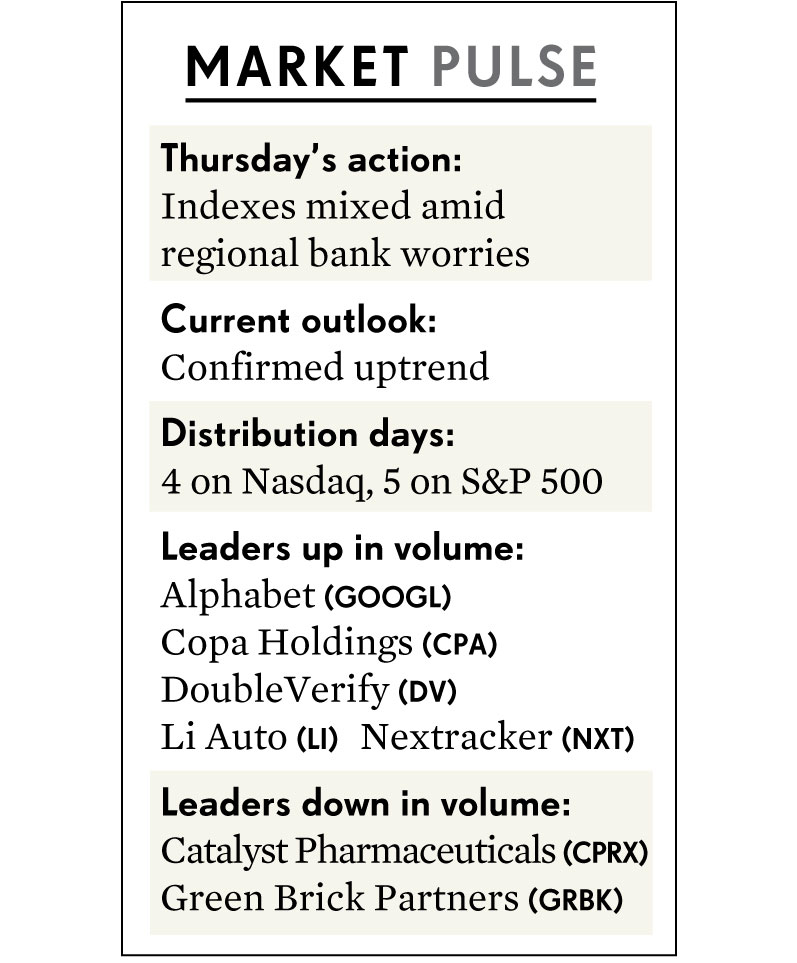 MARKET PULSE
Thursday's action:
Indexes mixed amid
regional bank worries
Current outlook:
Confirmed uptrend
Distribution days:
4 on Nasdaq, 5 on S&P 500
Leaders up in volume:
Alphabet (GOOGL)
Copa Holdings (CPA)
DoubleVerify (DV)
Li Auto (LI) Nextracker (NXT)
Leaders down in volume:
Catalyst Pharmaceuticals (CPRX)
Green Brick Partners (GRBK)